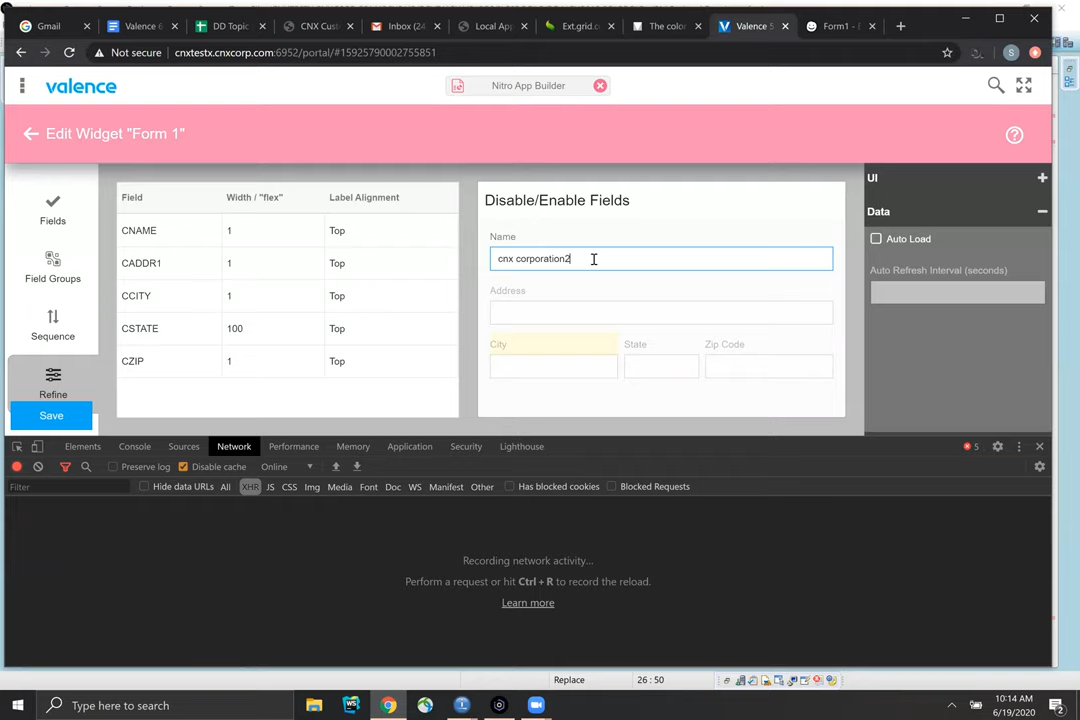 Gmail
Valence 6
DD Topic
CNX Cust
Inbox (24
Local App
Ext.grid.c
The colo
Valence 5
Form1 - E
Not secure
cnxtestx.cnxcorp.com:6952/portal/#15925790002755851
S
valence
Nitro App Builder
Edit Widget "Form 1"
Fields
Field Groups
Sequence
Refine
Save
Field Width / "flex" Label Alignment
CNAME 1 Top
CADDR1 1 Top
CCITY 1 Top
CSTATE 100 Top
CZIP 1 Top
Disable/Enable Fields
Name
cnx corporation2
Address
City State Zip Code
UI
Data
Auto Load
Auto Refresh Interval (seconds)
Elements Console Sources Network Performance Memory Application Security Lighthouse 5
Preserve log Disable cache Online
Filter Hide data URLs All XHR JS CSS Img Media Font Doc WS Manifest Other Has blocked cookies Blocked Requests
Recording network activity...
Perform a request or hit Ctrl + R to record the reload.
Learn more
Replace 26 : 50
Type here to search
10:14 AM
6/19/2020
2